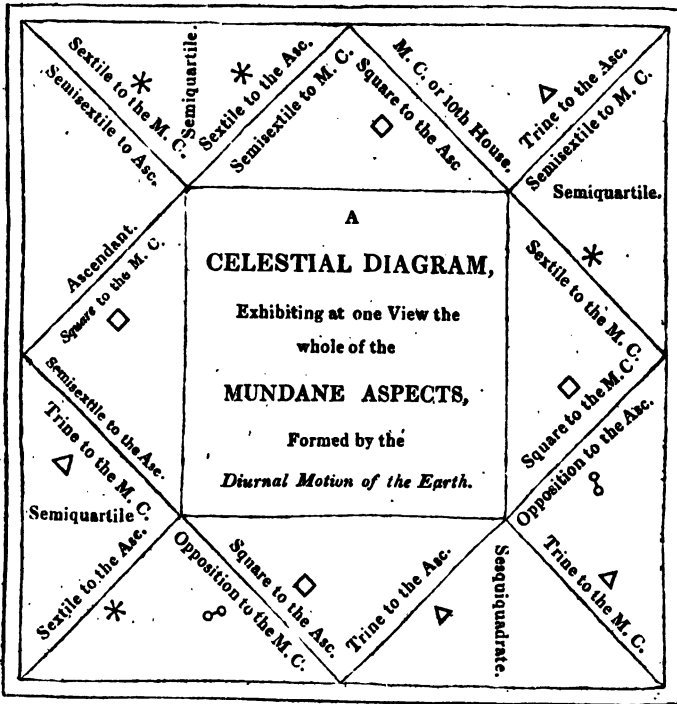 Sextile to the M. C.
Semisextile to Asc.
Semiquartile.
Sextile to the Asc.
Semisextile to M. C.
M. C. or 10th House.
Square to the Asc
Trine to the Asc.
Semisextile to M. C.
Semiquartile.
Sextile to the M. C.
Ascendant.
Square to the M. C.
A
CELESTIAL DIAGRAM,
Exhibiting at one View the
whole of the
MUNDANE ASPECTS,
Formed by the
Diurnal Motion of the Earth.
Square to the M. C.
Opposition to the Asc.
Semisextile to the Asc.
Trine to the M. C.
Semiquartile
Sextile to the Asc.
Opposition to the M. C.
Square to the Asc.
Trine to the Asc.
Sesquiquadrate.
Trine to the M. C.